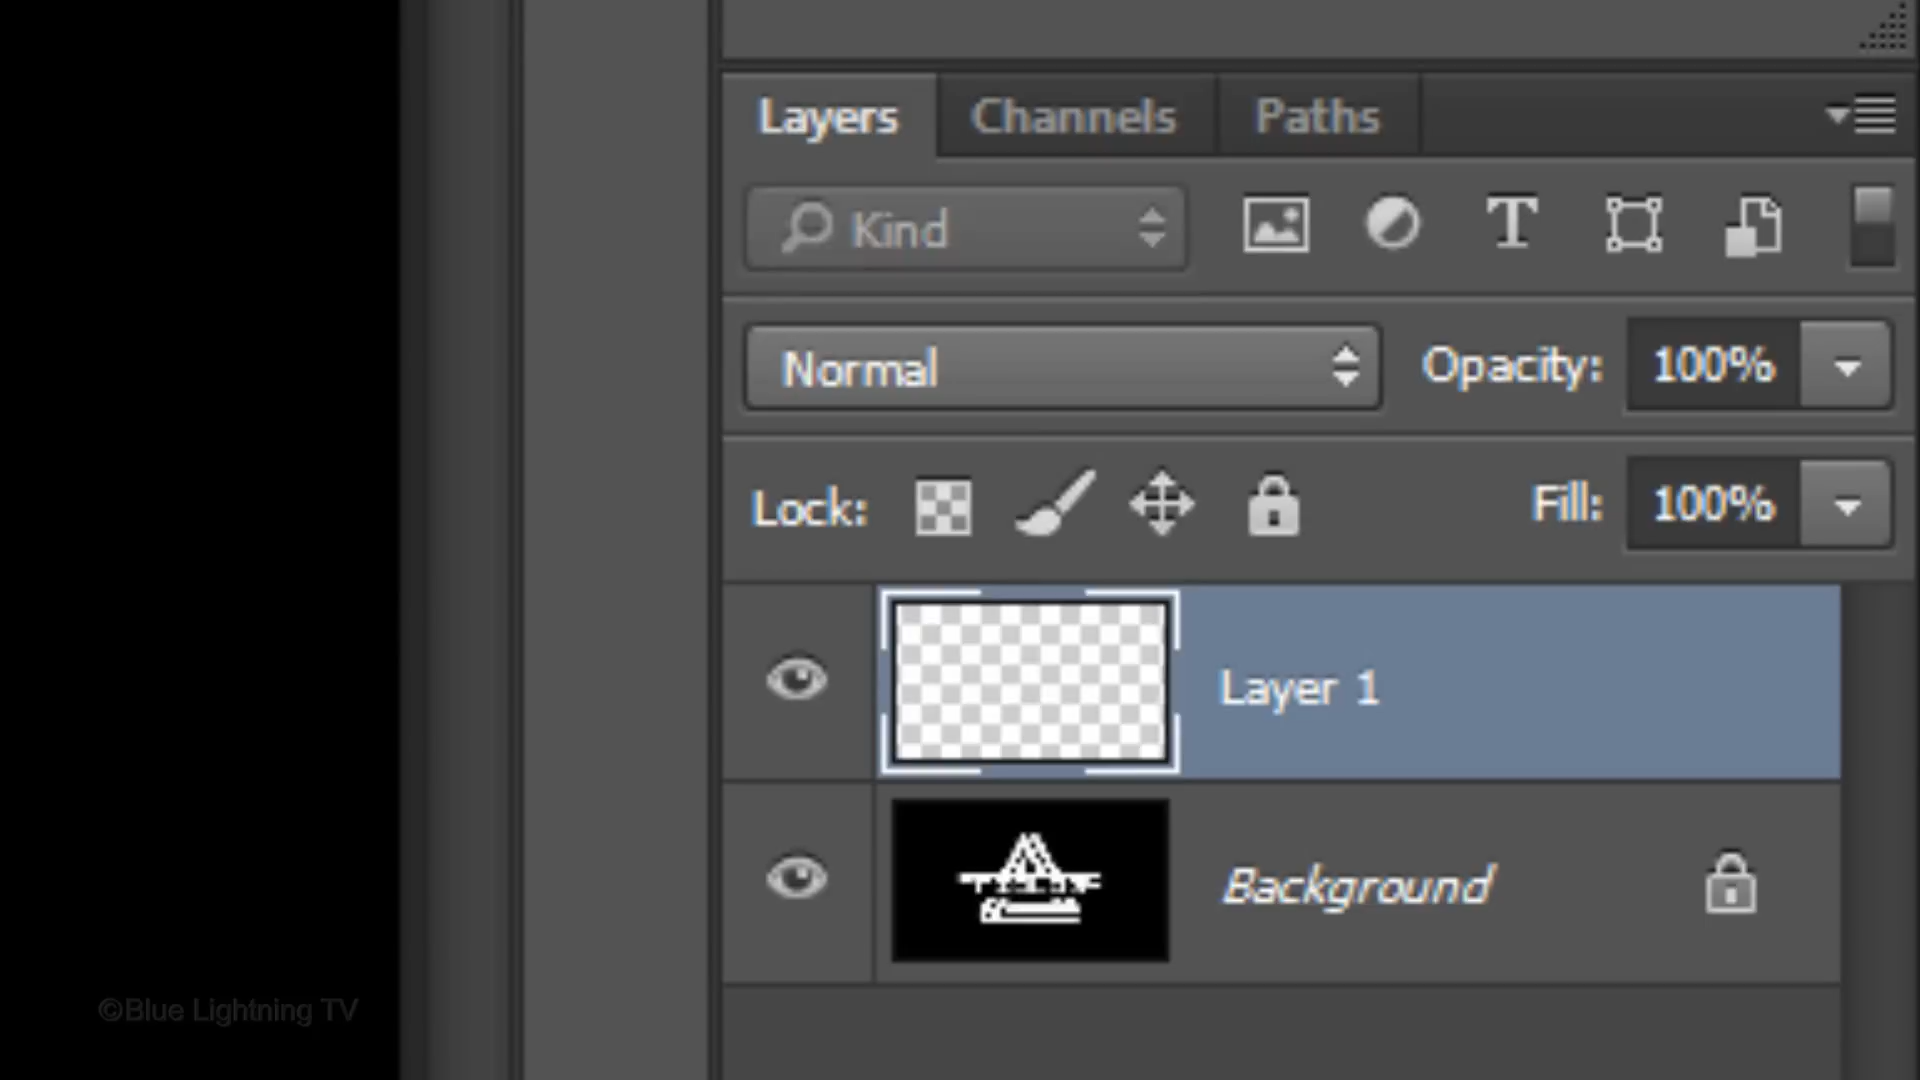 Layers Channels Paths
Kind
Normal Opacity: 100%
Lock: Fill: 100%
Layer 1
Background
©Blue Lightning TV